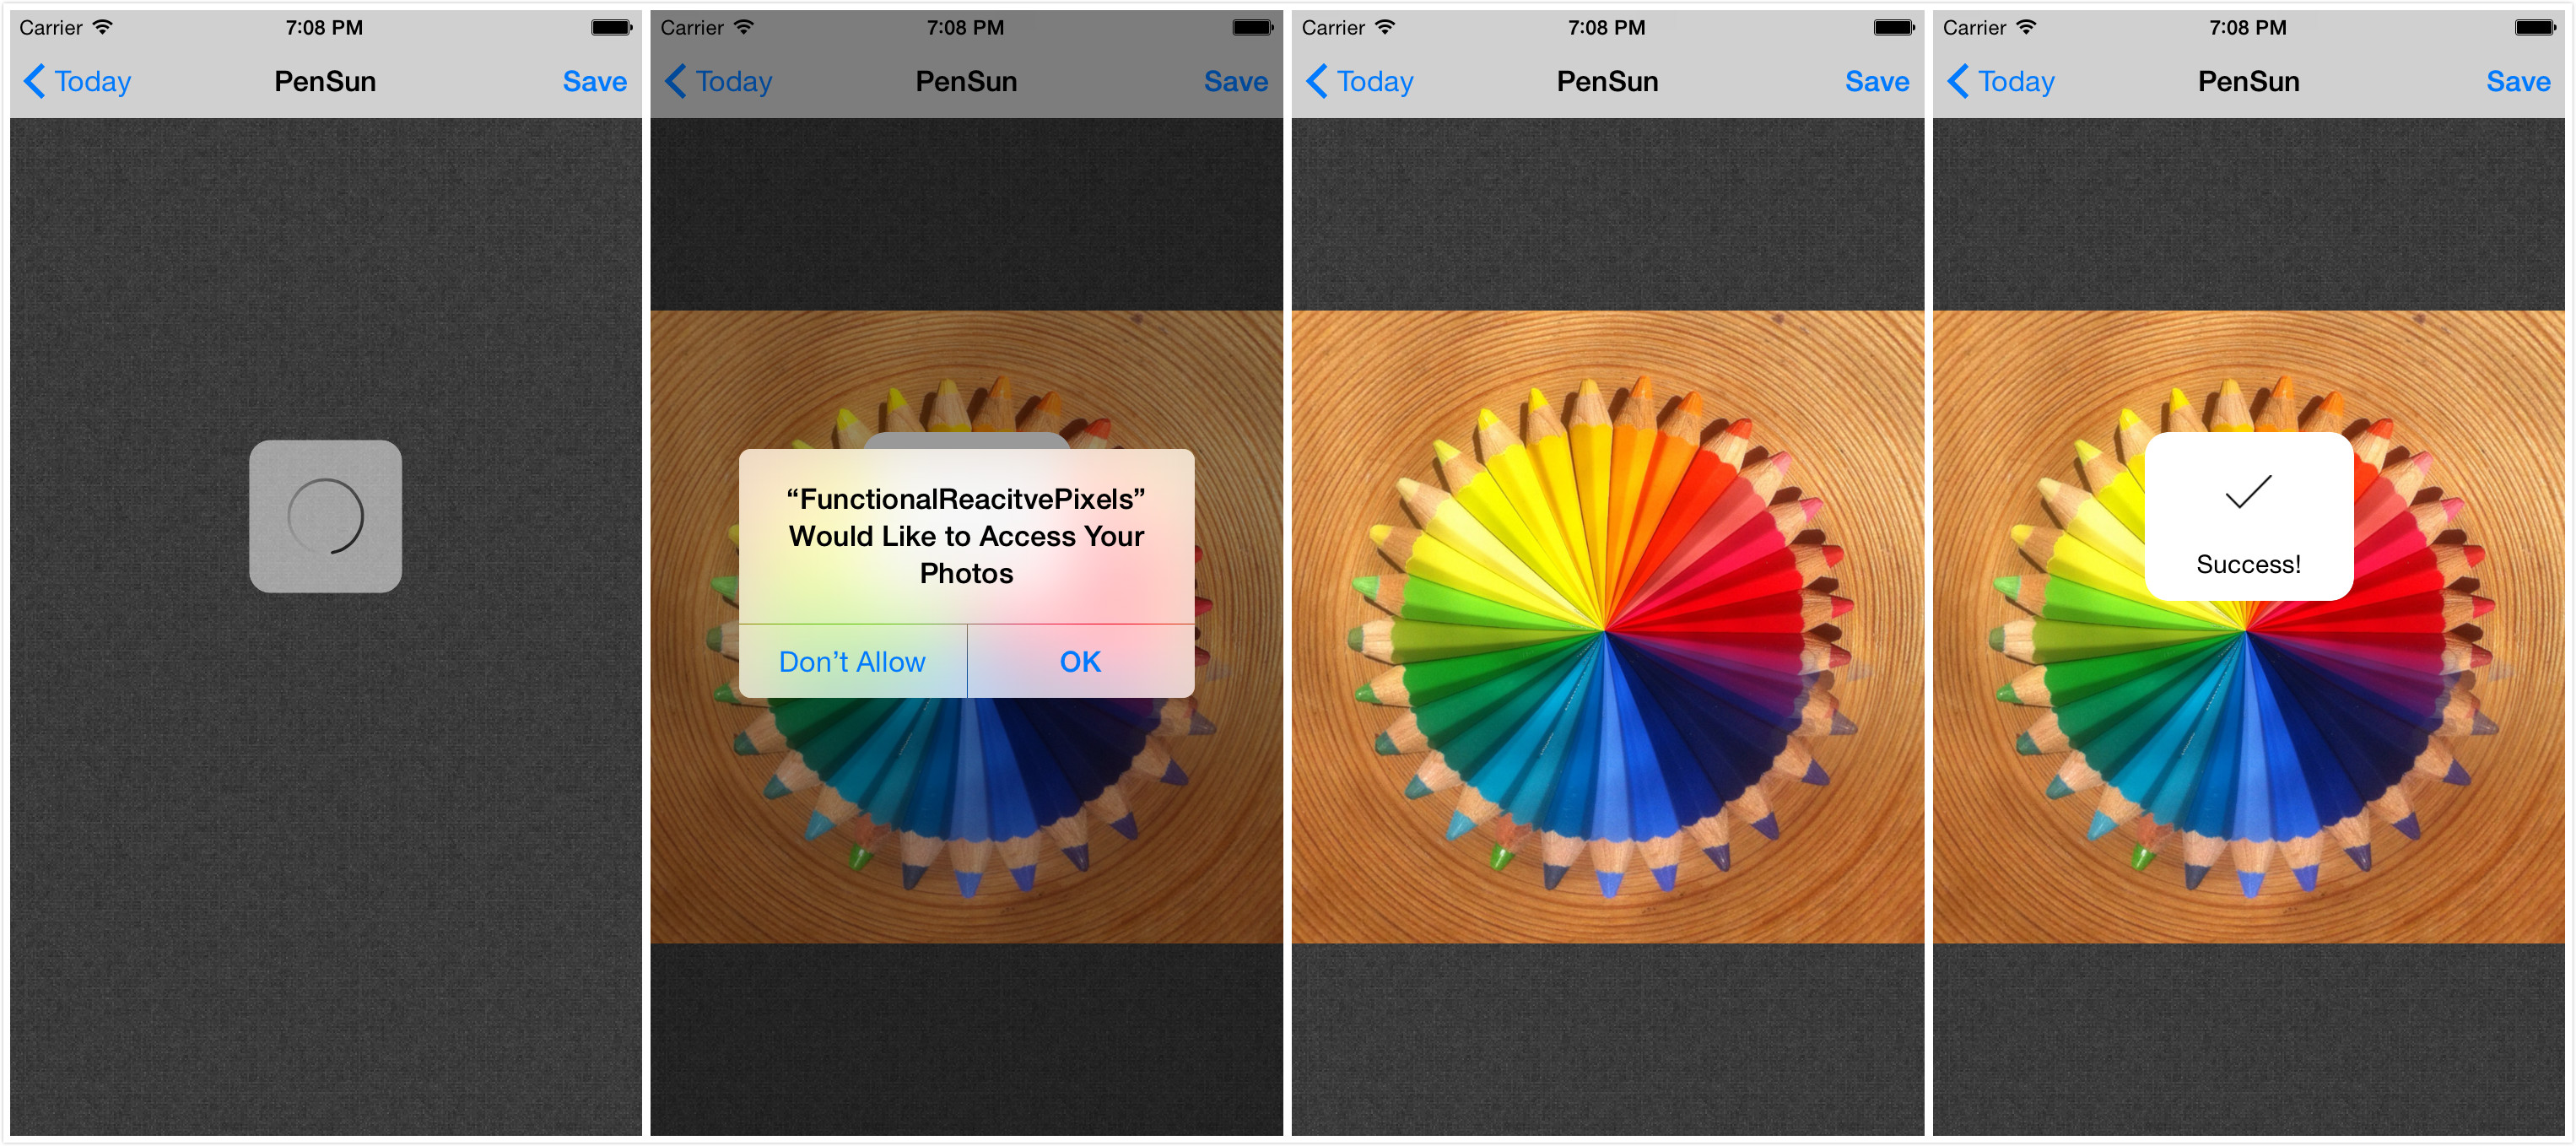 Carrier 7:08 PM
Today PenSun Save
Carrier 7:08 PM
Today PenSun Save
“FunctionalReacitvePixels”
Would Like to Access Your
Photos
Don’t Allow OK
Carrier 7:08 PM
Today PenSun Save
Carrier 7:08 PM
Today PenSun Save
Success!